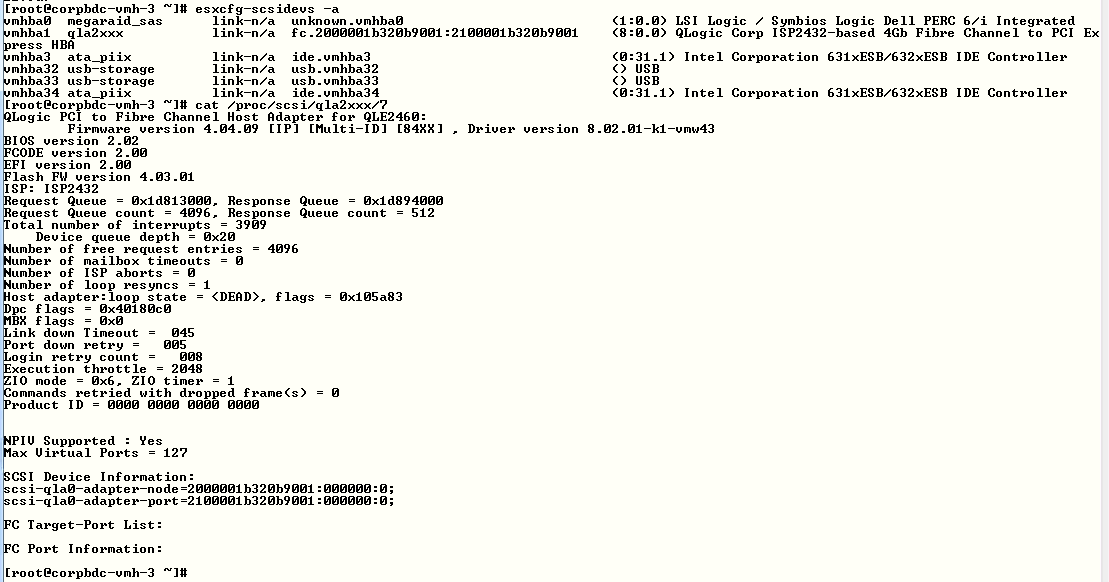 [root@corpbdc-vmh-3 ~]# esxcfg-scsidevs -a
vmhba0 megaraid_sas link-n/a unknown.vmhba0 (1:0.0) LSI Logic / Symbios Logic Dell PERC 6/i Integrated
vmhba1 qla2xxx link-n/a fc.2000001b320b9001:2100001b320b9001 (8:0.0) QLogic Corp ISP2432-based 4Gb Fibre Channel to PCI Ex
press HBA
vmhba3 ata_piix link-n/a ide.vmhba3 (0:31.1) Intel Corporation 631xESB/632xESB IDE Controller
vmhba32 usb-storage link-n/a usb.vmhba32 () USB
vmhba33 usb-storage link-n/a usb.vmhba33 () USB
vmhba34 ata_piix link-n/a ide.vmhba34 (0:31.1) Intel Corporation 631xESB/632xESB IDE Controller
[root@corpbdc-vmh-3 ~]# cat /proc/scsi/qla2xxx/7
QLogic PCI to Fibre Channel Host Adapter for QLE2460:
Firmware version 4.04.09 [IP] [Multi-ID] [84XX] , Driver version 8.02.01-k1-vmw43
BIOS version 2.02
FCODE version 2.00
EFI version 2.00
Flash FW version 4.03.01
ISP: ISP2432
Request Queue = 0x1d813000, Response Queue = 0x1d894000
Request Queue count = 4096, Response Queue count = 512
Total number of interrupts = 3909
Device queue depth = 0x20
Number of free request entries = 4096
Number of mailbox timeouts = 0
Number of ISP aborts = 0
Number of loop resyncs = 1
Host adapter:loop state = <DEAD>, flags = 0x105a83
Dpc flags = 0x40180c0
MBX flags = 0x0
Link down Timeout = 045
Port down retry = 005
Login retry count = 008
Execution throttle = 2048
ZIO mode = 0x6, ZIO timer = 1
Commands retried with dropped frame(s) = 0
Product ID = 0000 0000 0000 0000
NPIV Supported : Yes
Max Virtual Ports = 127
SCSI Device Information:
scsi-qla0-adapter-node=2000001b320b9001:000000:0;
scsi-qla0-adapter-port=2100001b320b9001:000000:0;
FC Target-Port List:
FC Port Information:
[root@corpbdc-vmh-3 ~]#